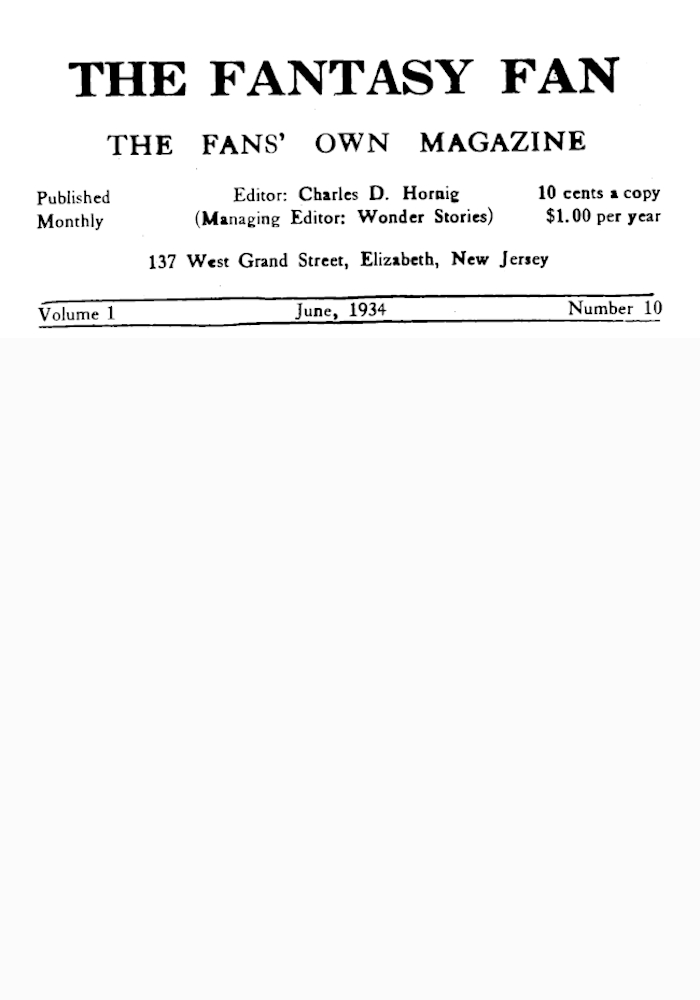 THE FANTASY FAN
THE FANS' OWN MAGAZINE
Published Editor: Charles D. Hornig 10 cents a copy
Monthly (Managing Editor: Wonder Stories) $1.00 per year
137 West Grand Street, Elizabeth, New Jersey
Volume 1 June, 1934 Number 10